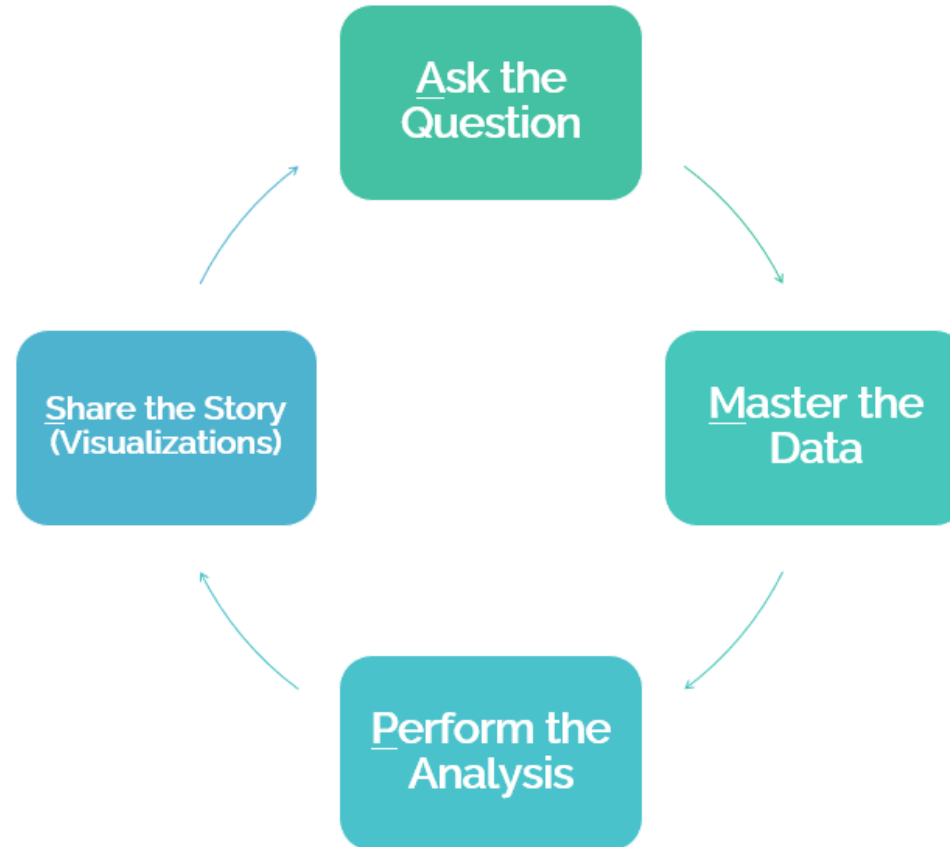 Ask the
Question
Master the
Data
Perform the
Analysis
Share the Story
(Visualizations)